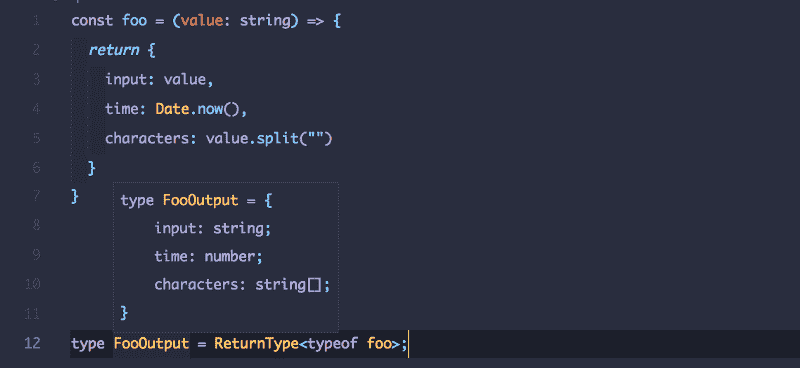 1 const foo = (value: string) => {
2 return {
3 input: value,
4 time: Date.now(),
5 characters: value.split("")
6 }
7 }
type FooOutput = {
8 input: string;
9 time: number;
10 characters: string[];
11 }
12 type FooOutput = ReturnType<typeof foo>;